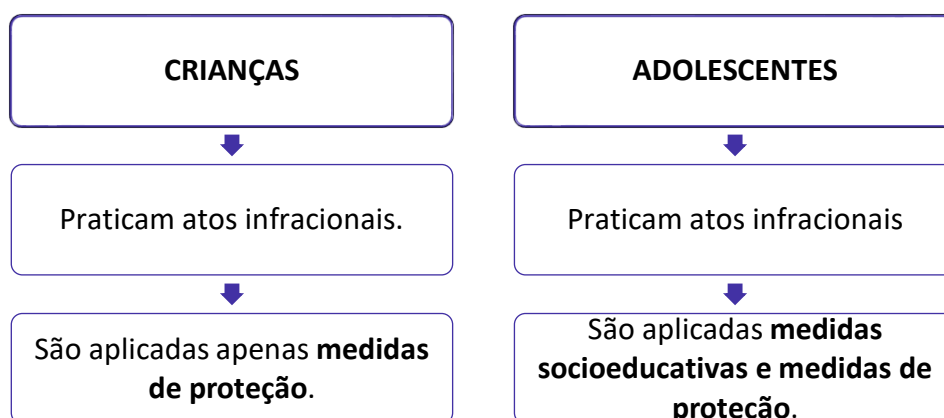 CRIANÇAS
Praticam atos infracionais.
São aplicadas apenas medidas
de proteção.
ADOLESCENTES
Praticam atos infracionais
São aplicadas medidas
socioeducativas e medidas de
proteção.